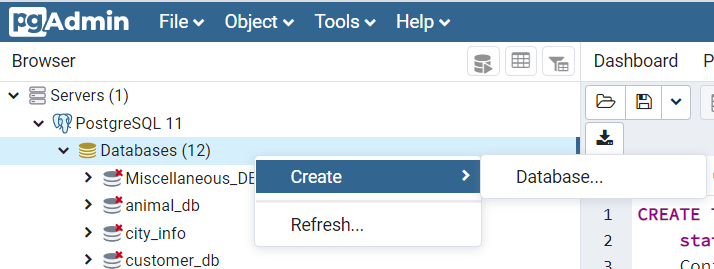 pgAdmin File Object Tools Help
Browser Dashboard P
Servers (1)
PostgreSQL 11
Databases (12)
Miscellaneous_DB Create Database...
animal_db
Refresh...
city_info
customer_db
1 CREATE T
2 stat
3 Con